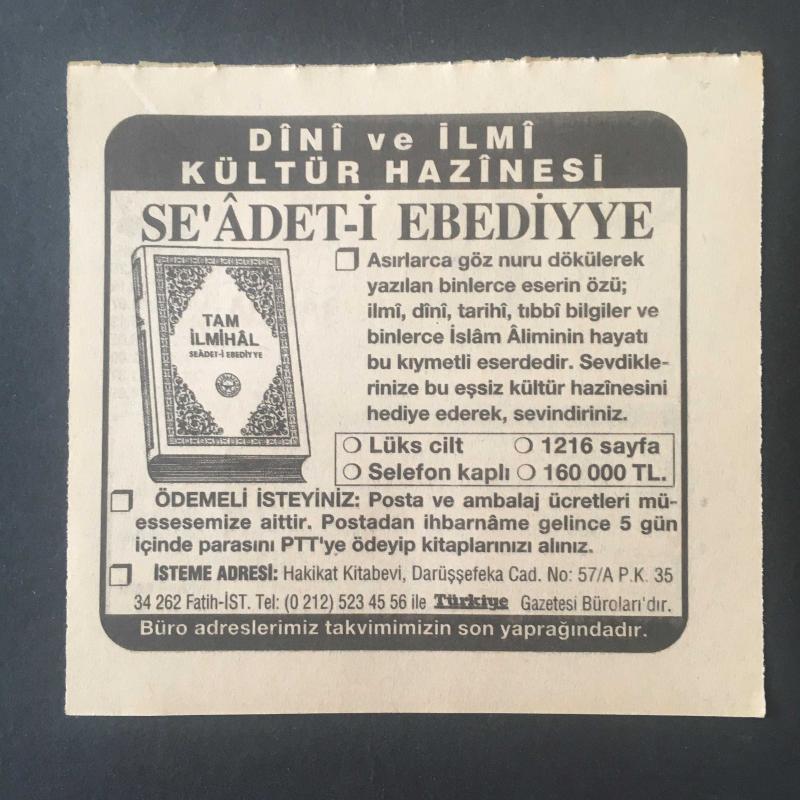 DÎNÎ ve İLMÎ
KÜLTÜR HAZÎNESİ
SE'ÂDET-İ EBEDİYYE
TAM
İLMİHÂL
SEÂDET-İ EBEDİYYE
Asırlarca göz nuru dökülerek
yazılan binlerce eserin özü;
ilmî, dînî, tarihî, tıbbî bilgiler ve
binlerce İslâm Âliminin hayatı
bu kıymetli eserdedir. Sevdikle-
rinize bu eşsiz kültür hazînesini
hediye ederek, sevindiriniz.
Lüks cilt 1216 sayfa
Selefon kaplı 160 000 TL.
ÖDEMELİ İSTEYİNİZ: Posta ve ambalaj ücretleri mü-
essesemize aittir. Postadan ihbarnâme gelince 5 gün
içinde parasını PTT'ye ödeyip kitaplarınızı alınız.
İSTEME ADRESİ: Hakikat Kitabevi, Darüşşefeka Cad. No: 57/A P.K. 35
34 262 Fatih-İST. Tel: (0 212) 523 45 56 ile Türkiye Gazetesi Büroları'dır.
Büro adreslerimiz takvimimizin son yaprağındadır.